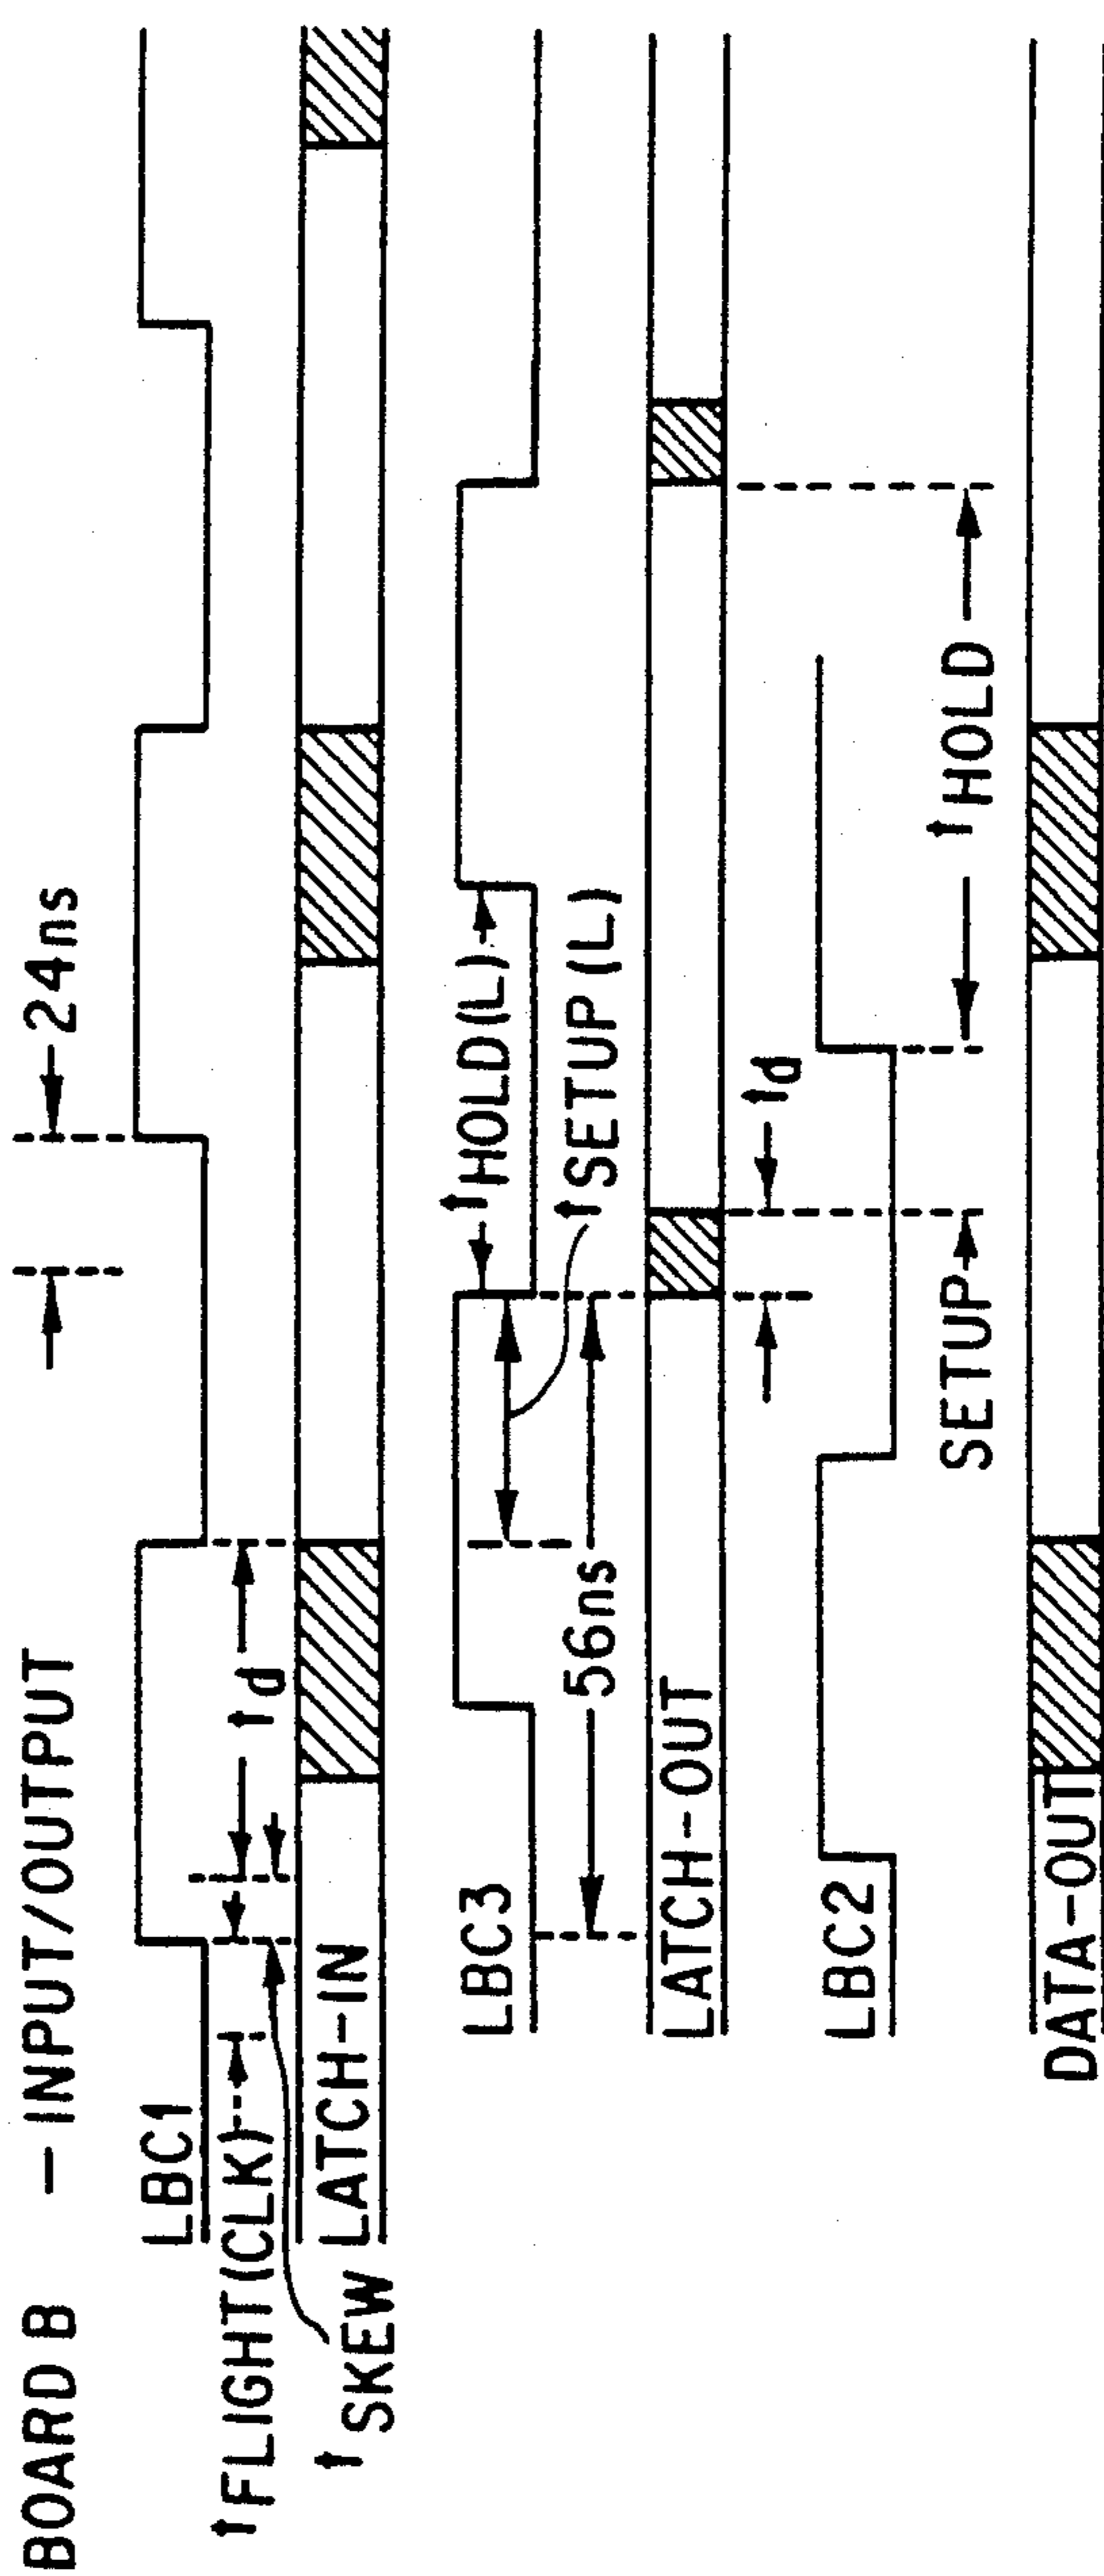 BOARD B — INPUT/OUTPUT
24ns
LBC1
tFLIGHT(CLK)
td
tSKEW
LATCH-IN
LBC3
tHOLD(L)
tSETUP(L)
56ns
LATCH-OUT
td
LBC2
SETUP
tHOLD
DATA-OUT